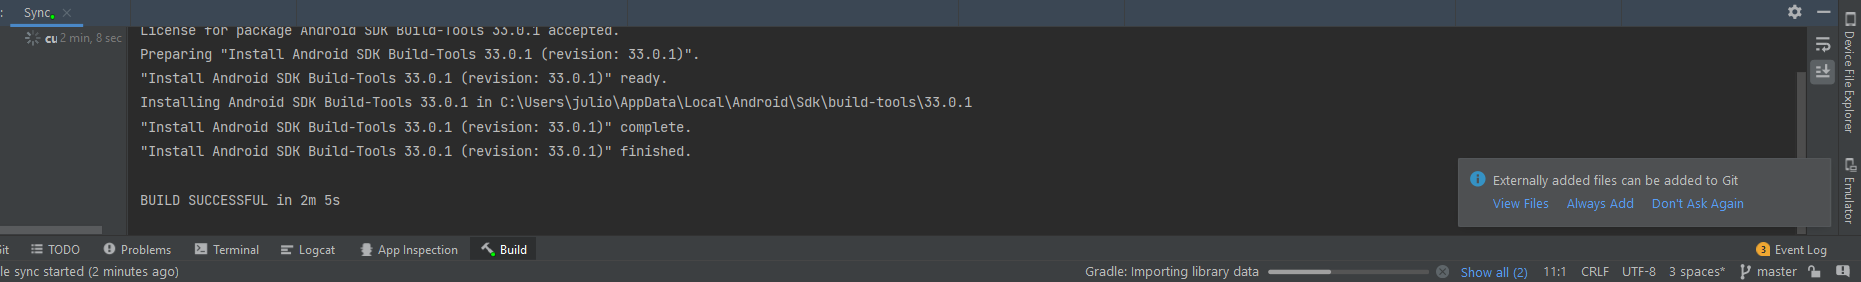 :
Sync
cu 2 min, 8 sec
License for package Android SDK Build-Tools 33.0.1 accepted.
Preparing "Install Android SDK Build-Tools 33.0.1 (revision: 33.0.1)".
"Install Android SDK Build-Tools 33.0.1 (revision: 33.0.1)" ready.
Installing Android SDK Build-Tools 33.0.1 in C:\Users\julio\AppData\Local\Android\Sdk\build-tools\33.0.1
"Install Android SDK Build-Tools 33.0.1 (revision: 33.0.1)" complete.
"Install Android SDK Build-Tools 33.0.1 (revision: 33.0.1)" finished.
BUILD SUCCESSFUL in 2m 5s
Externally added files can be added to Git
View Files Always Add Don't Ask Again
Device File Explorer
Emulator
it TODO Problems Terminal Logcat App Inspection Build 3 Event Log
le sync started (2 minutes ago) Gradle: Importing library data Show all (2) 11:1 CRLF UTF-8 3 spaces* master